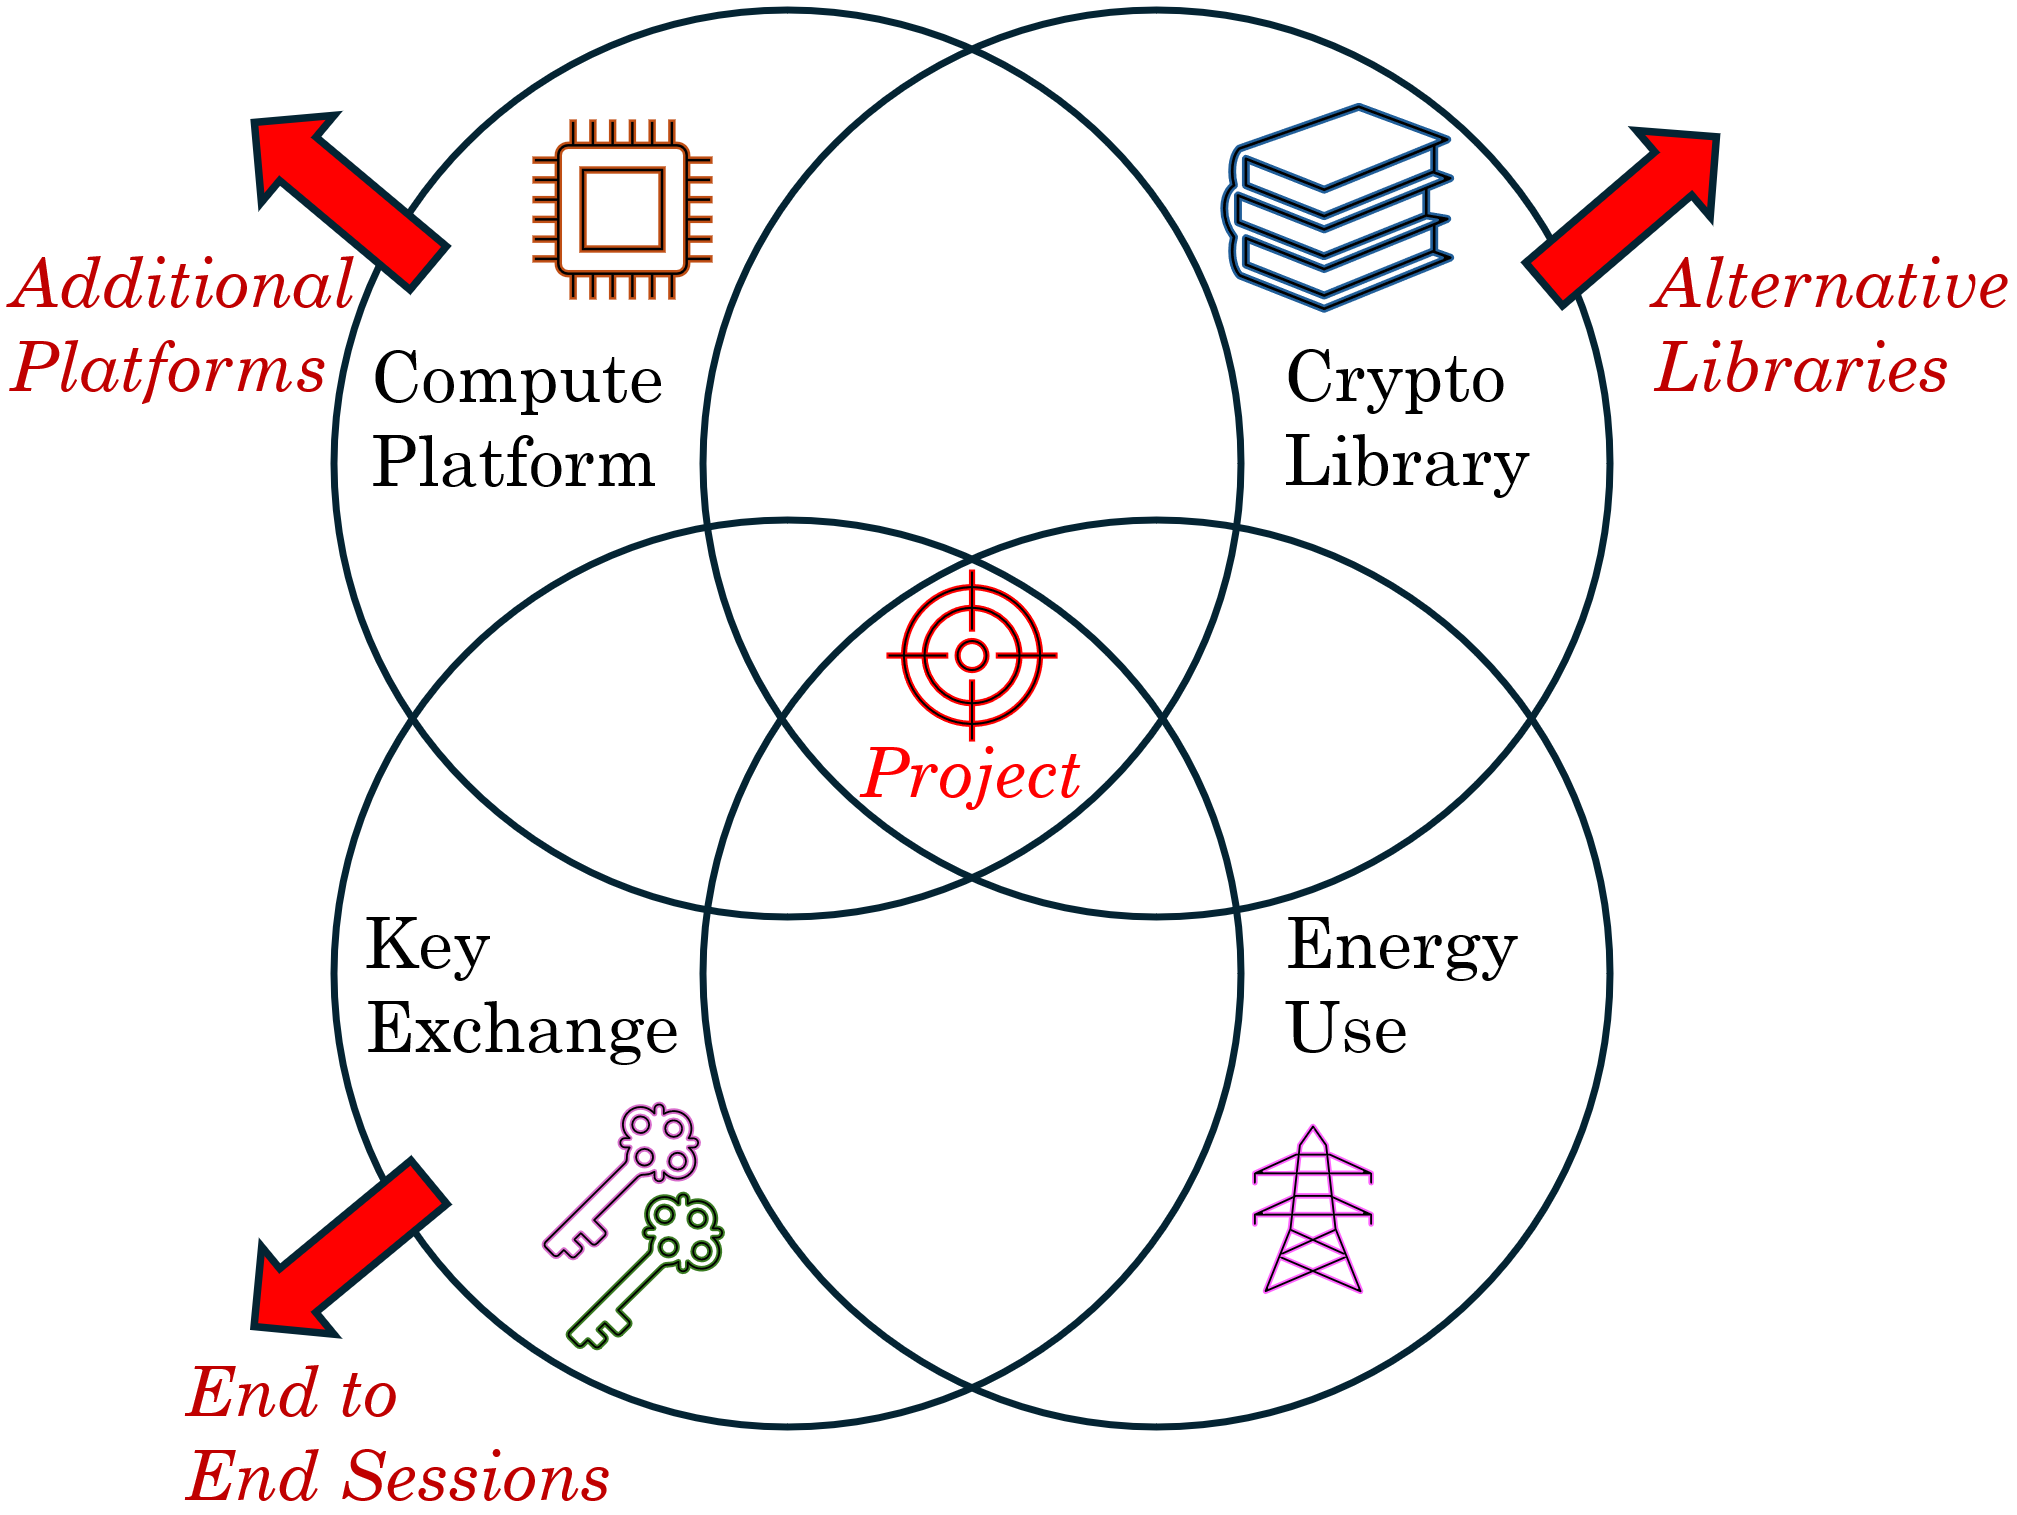 Additional
Platforms
Compute
Platform
Crypto
Library
Alternative
Libraries
Project
Key
Exchange
Energy
Use
End to
End Sessions